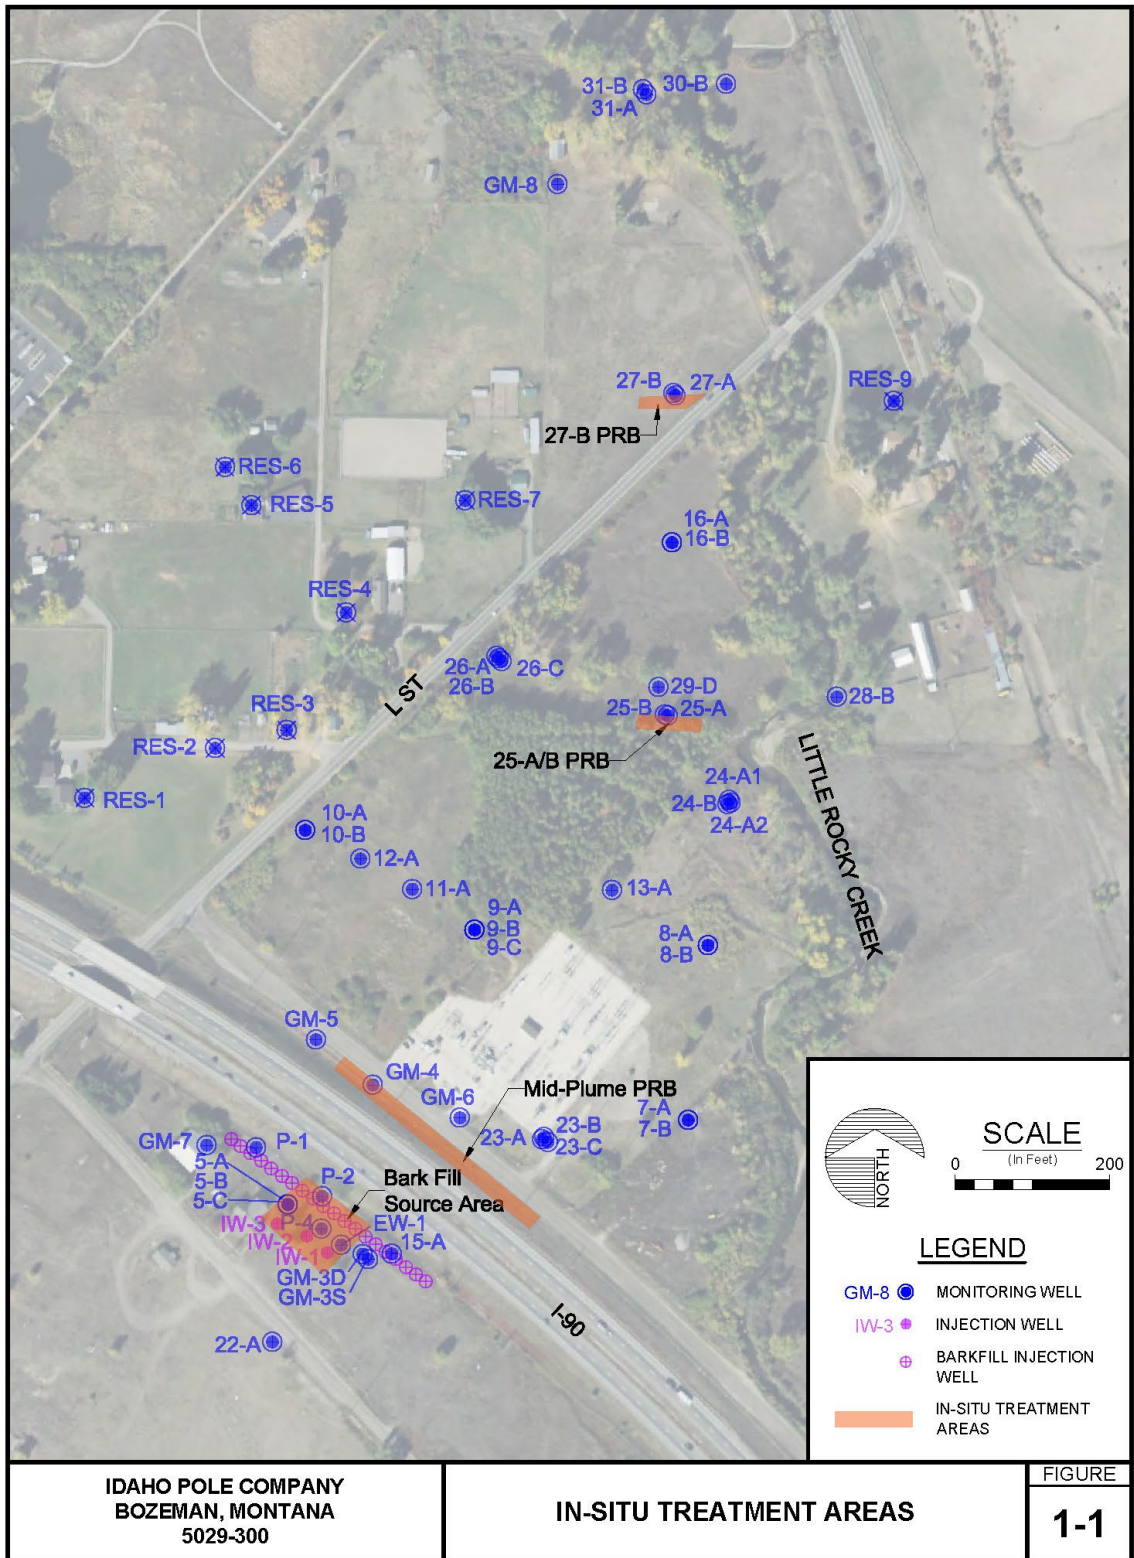 31-B
30-B
31-A
GM-8
27-B
27-A
RES-9
27-B PRB
RES-6
RES-5
RES-7
16-A
16-B
RES-4
26-A
26-C
26-B
29-D
25-B
25-A
28-B
L ST
RES-3
RES-2
25-A/B PRB
RES-1
24-A1
24-B
24-A2
LITTLE ROCKY CREEK
10-A
10-B
12-A
11-A
13-A
9-A
9-B
9-C
8-A
8-B
GM-5
GM-4
Mid-Plume PRB
GM-6
7-A
7-B
23-B
23-A
23-C
GM-7
P-1
5-A
5-B
5-C
P-2
Bark Fill
Source Area
IW-3
P-4
EW-1
IW-2
15-A
IW-1
GM-3D
GM-3S
22-A
I-90
NORTH
SCALE
(In Feet)
0 200
LEGEND
GM-8 MONITORING WELL
IW-3 INJECTION WELL
BARKFILL INJECTION
WELL
IN-SITU TREATMENT
AREAS
IDAHO POLE COMPANY
BOZEMAN, MONTANA
5029-300
IN-SITU TREATMENT AREAS
FIGURE
1-1